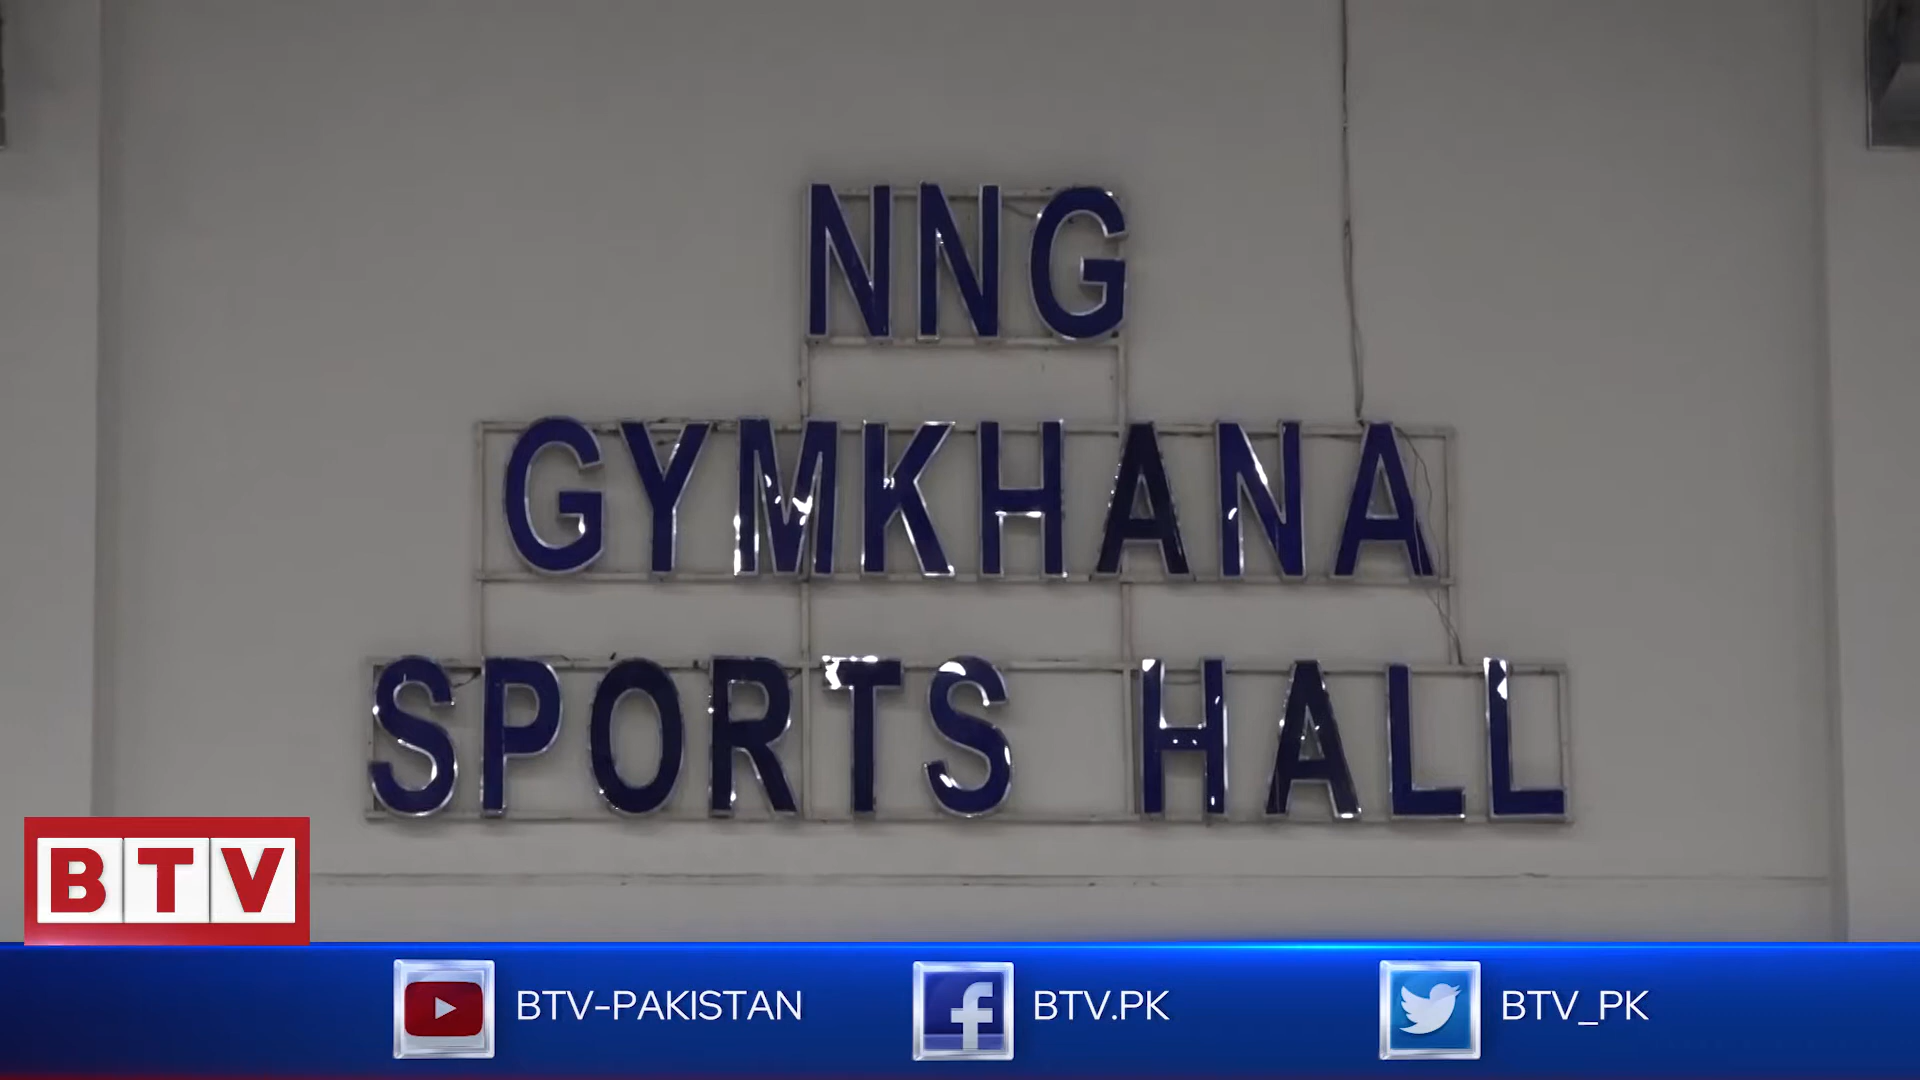 NNG
GYMKHANA
SPORTS HALL
BTV
BTV-PAKISTAN
BTV.PK
BTV_PK